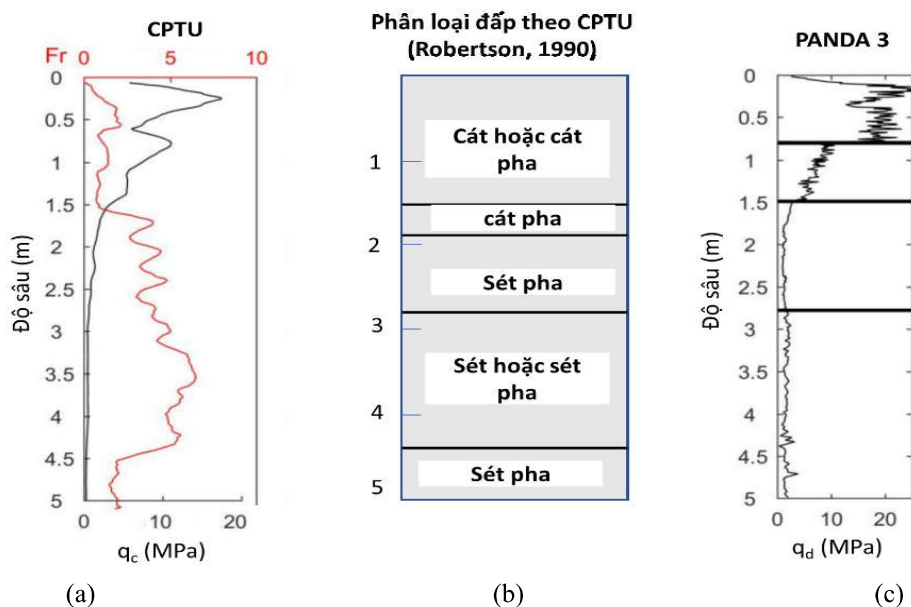 CPTU
Fr 0 5 10
0
0.5
1
1.5
2
2.5
3
3.5
4
4.5
5
Độ sâu (m)
0 10 20
q_c (MPa)
(a)
Phân loại đấp theo CPTU
(Robertson, 1990)
1
2
3
4
5
Cát hoặc cát
pha
cát pha
Sét pha
Sét hoặc sét
pha
Sét pha
(b)
PANDA 3
0
0.5
1
1.5
2
2.5
3
3.5
4
4.5
5
Độ sâu (m)
0 10 20
q_d (MPa)
(c)